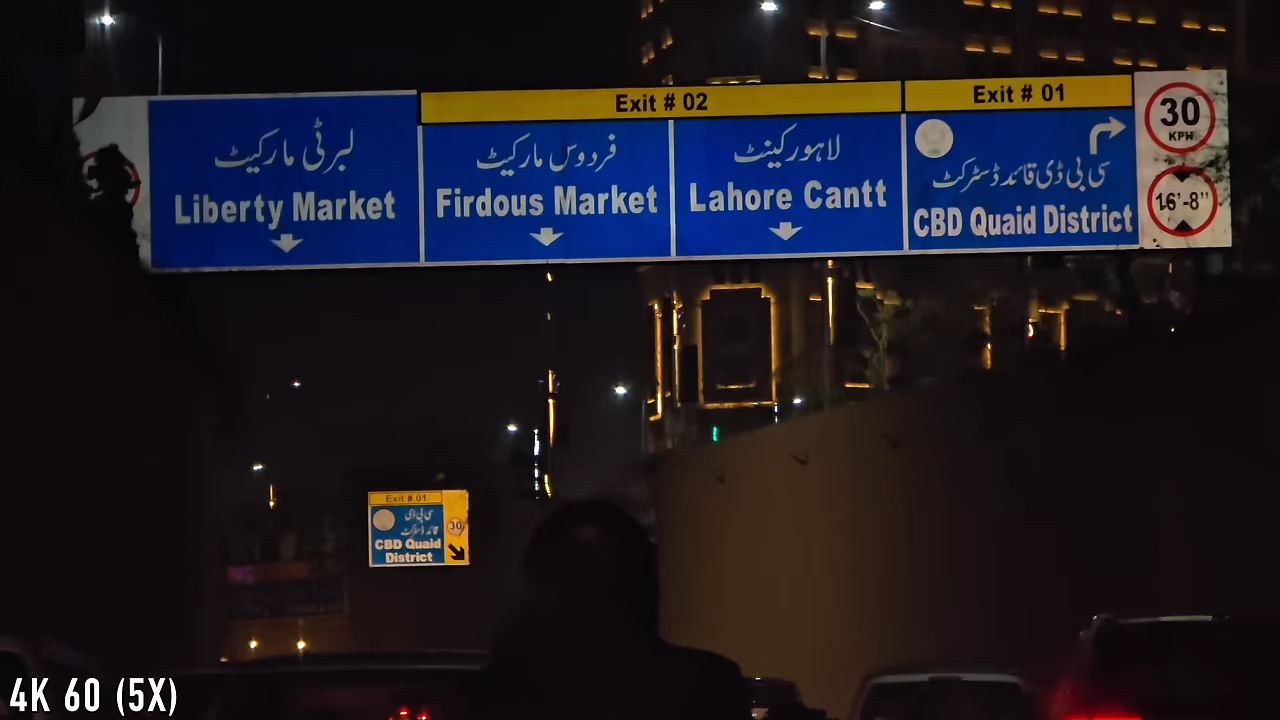 Exit # 02
Exit # 01
لبرٹی مارکیٹ
Liberty Market
فردوس مارکیٹ
Firdous Market
لاہور کینٹ
Lahore Cantt
سی بی ڈی قائد ڈسٹرکٹ
CBD Quaid District
30
KPH
16'-8"
Exit # 01
سی بی ڈی
قائد ڈسٹرکٹ
30
CBD Quaid
District
4K 60 (5X)